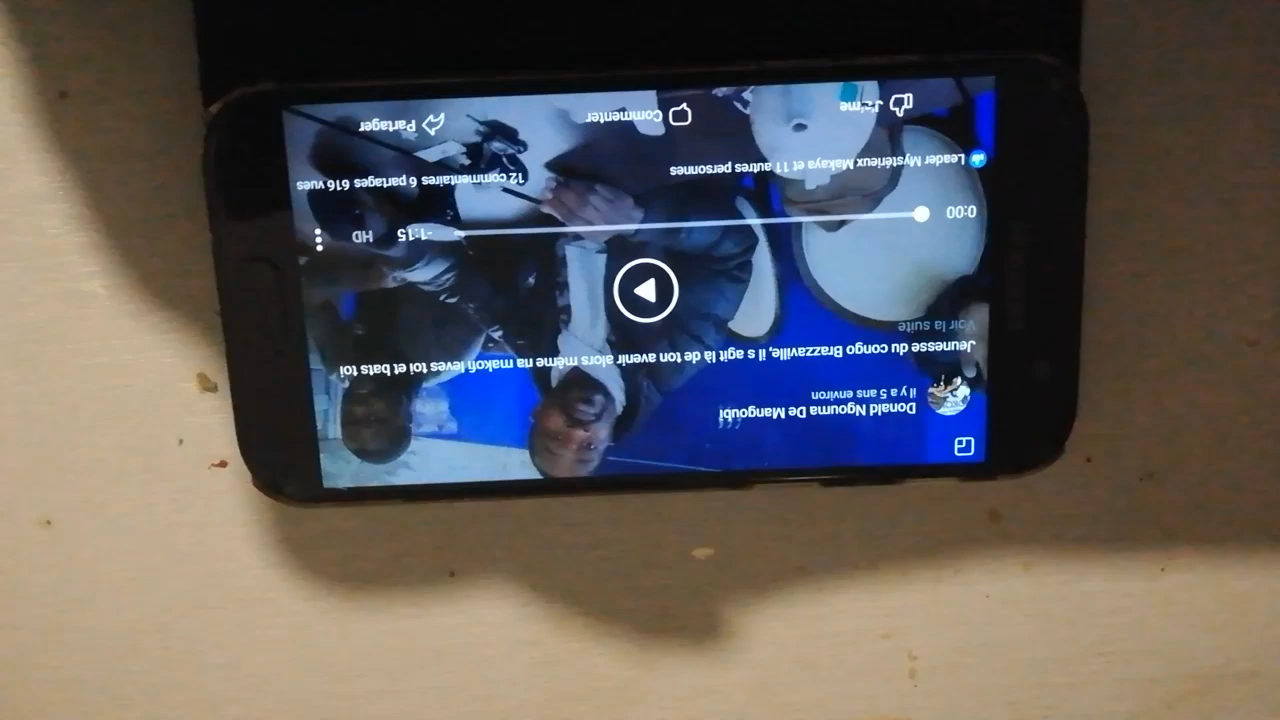 Donald Ngouma De Mangoubi
il y a 5 ans environ
Jeunesse du congo Brazzaville, il s agit là de ton avenir alors même na makofi leves toi et bats toi
Voir la suite
0:00
-1:15 HD
Leader Mystérieux Makaya et 11 autres personnes
12 commentaires 6 partages 616 vues
J'aime
Commenter
Partager